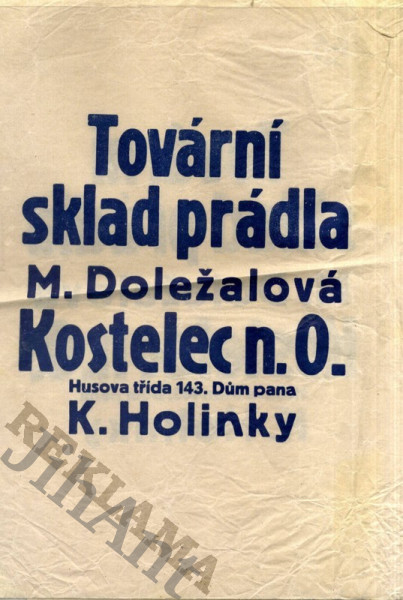 Tovární
sklad prádla
M. Doležalová
Kostelec n. O.
Husova třída 143. Dům pana
K. Holinky
REKLAMA